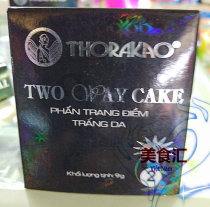 THORAKAO
TWO WAY CAKE
PHẤN TRANG ĐIỂM
TRẮNG DA
美食汇
Khối lượng tịnh: 9g